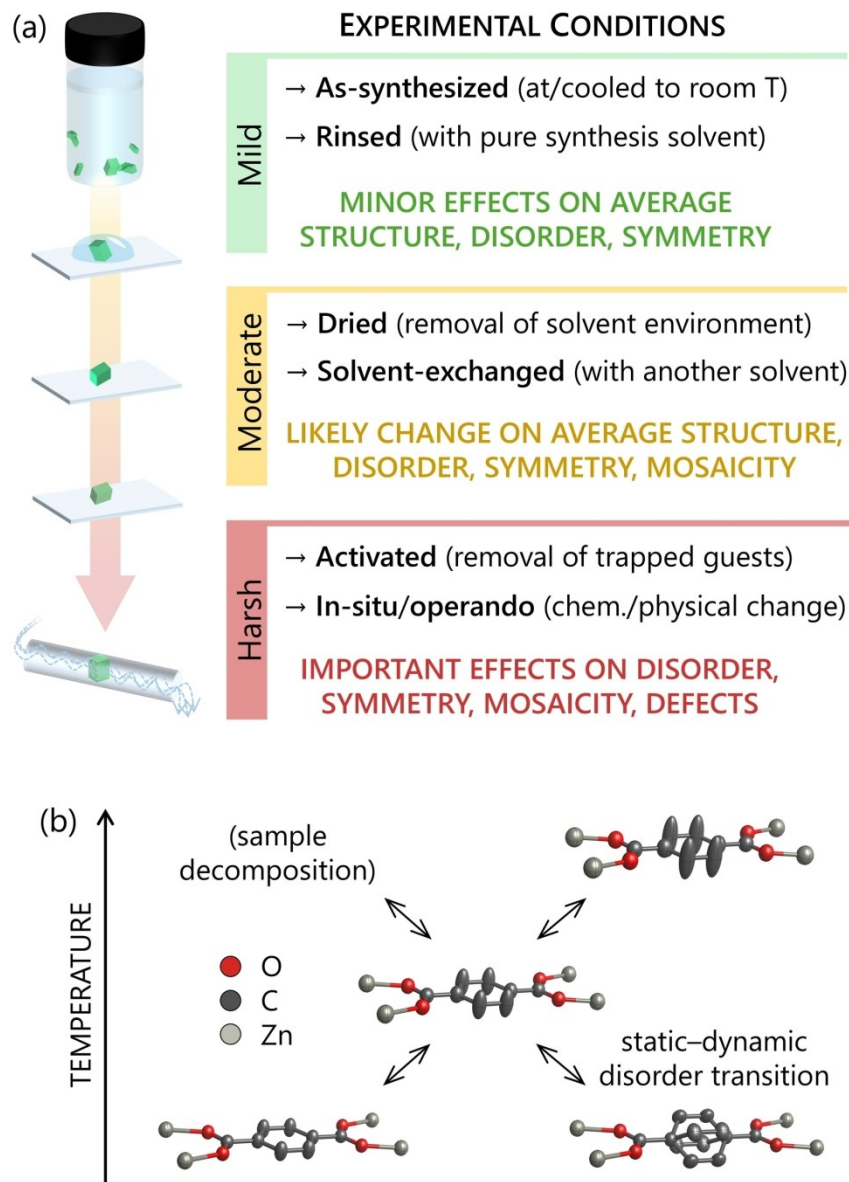 (a)
EXPERIMENTAL CONDITIONS
Mild
→ As-synthesized (at/cooled to room T)
→ Rinsed (with pure synthesis solvent)
MINOR EFFECTS ON AVERAGE
STRUCTURE, DISORDER, SYMMETRY
Moderate
→ Dried (removal of solvent environment)
→ Solvent-exchanged (with another solvent)
LIKELY CHANGE ON AVERAGE STRUCTURE,
DISORDER, SYMMETRY, MOSAICITY
Harsh
→ Activated (removal of trapped guests)
→ In-situ/operando (chem./physical change)
IMPORTANT EFFECTS ON DISORDER,
SYMMETRY, MOSAICITY, DEFECTS
(b)
TEMPERATURE
(sample
decomposition)
O
C
Zn
static–dynamic
disorder transition